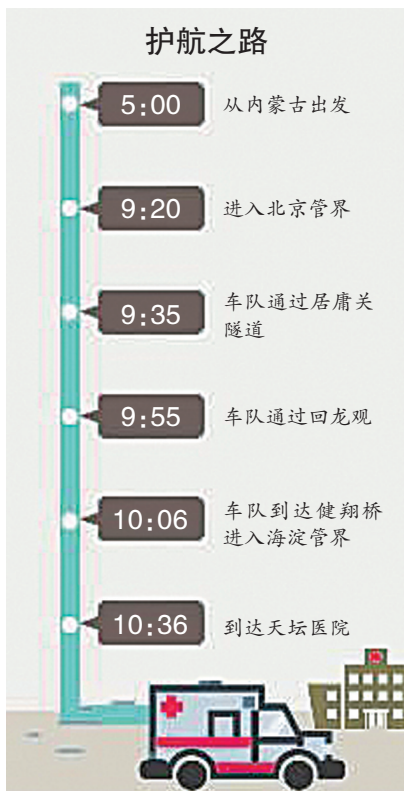 护航之路
5:00
从内蒙古出发
9:20
进入北京管界
9:35
车队通过居庸关
隧道
9:55
车队通过回龙观
10:06
车队到达健翔桥
进入海淀管界
10:36
到达天坛医院